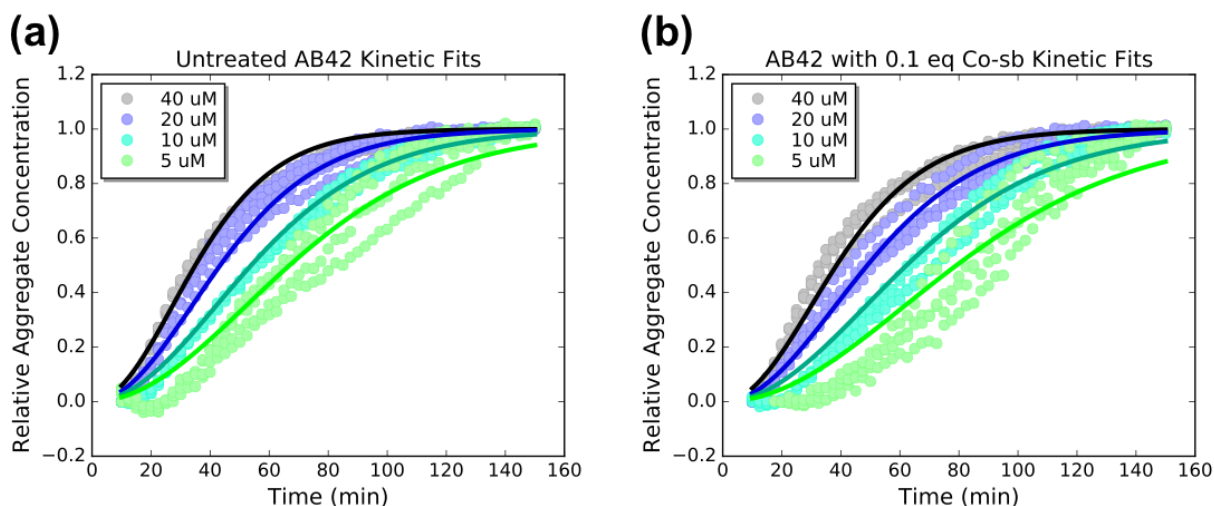 (a)
Untreated AB42 Kinetic Fits
Relative Aggregate Concentration
1.2
1.0
0.8
0.6
0.4
0.2
0.0
−0.2
40 uM
20 uM
10 uM
5 uM
0 20 40 60 80 100 120 140 160
Time (min)
(b)
AB42 with 0.1 eq Co-sb Kinetic Fits
Relative Aggregate Concentration
1.2
1.0
0.8
0.6
0.4
0.2
0.0
−0.2
40 uM
20 uM
10 uM
5 uM
0 20 40 60 80 100 120 140 160
Time (min)